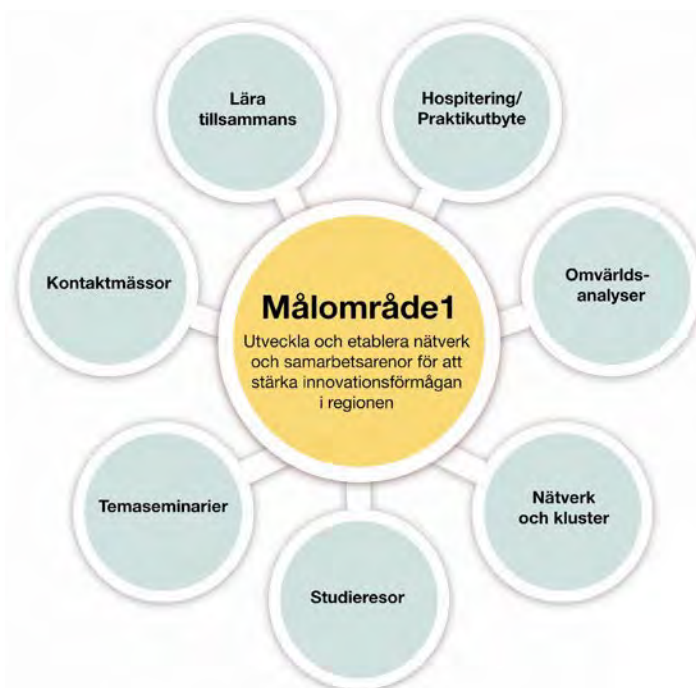 Lära
tillsammans
Hospitering/
Praktikutbyte
Kontaktmässor
Omvärlds-
analyser
Målområde1
Utveckla och etablera nätverk
och samarbetsarenor för att
stärka innovationsförmågan
i regionen
Temaseminarier
Nätverk
och kluster
Studieresor